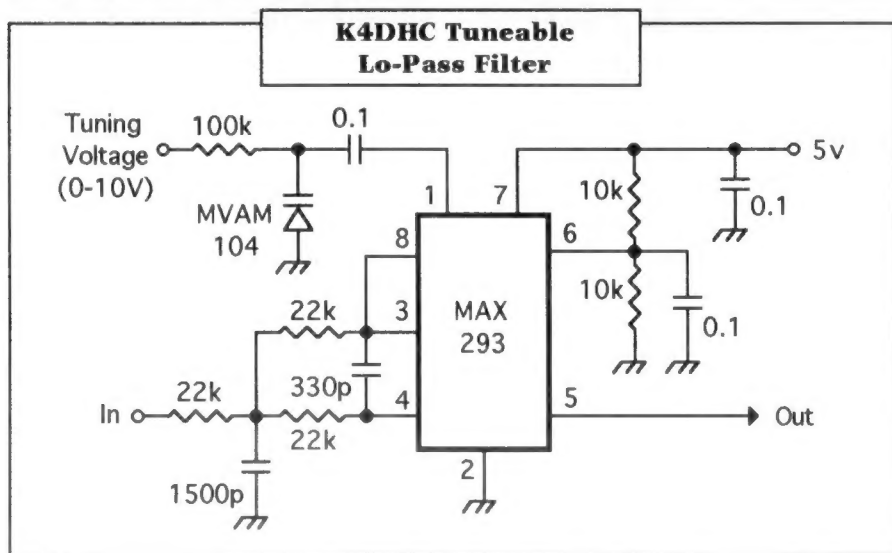 K4DHC Tuneable
Lo-Pass Filter
Tuning
Voltage
(0-10V)
100k
0.1
MVAM
104
1
7
8
6
3
4
5
2
MAX
293
10k
10k
0.1
0.1
5v
22k
22k
22k
330p
1500p
In
Out